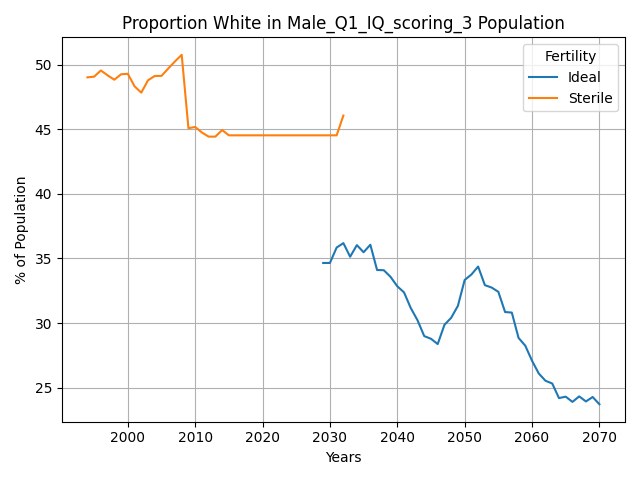 Proportion White in Male_Q1_IQ_scoring_3 Population
Fertility
Ideal
Sterile
% of Population
50
45
40
35
30
25
2000
2010
2020
2030
2040
2050
2060
2070
Years